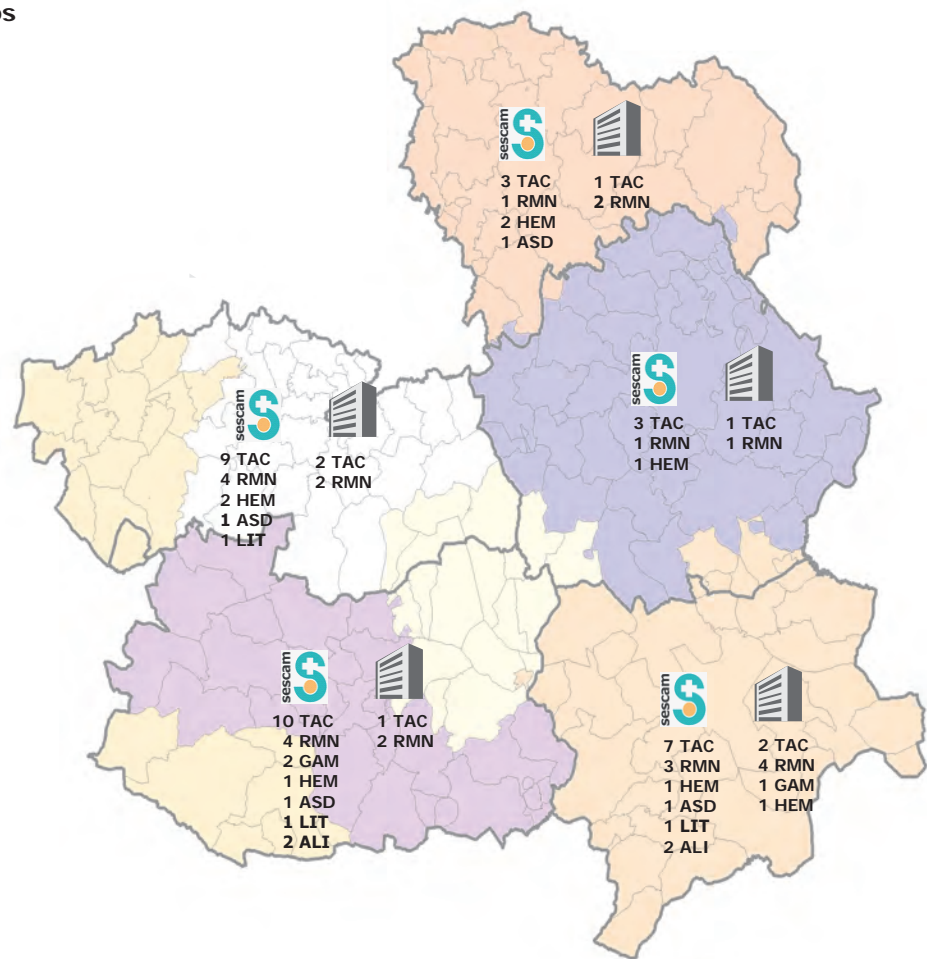 os
sescam
3 TAC
1 RMN
2 HEM
1 ASD
1 TAC
2 RMN
sescam
3 TAC
1 RMN
1 HEM
1 TAC
1 RMN
sescam
9 TAC
4 RMN
2 HEM
1 ASD
1 LIT
2 TAC
2 RMN
sescam
10 TAC
4 RMN
2 GAM
1 HEM
1 ASD
1 LIT
2 ALI
1 TAC
2 RMN
sescam
7 TAC
3 RMN
1 HEM
1 ASD
1 LIT
2 ALI
2 TAC
4 RMN
1 GAM
1 HEM